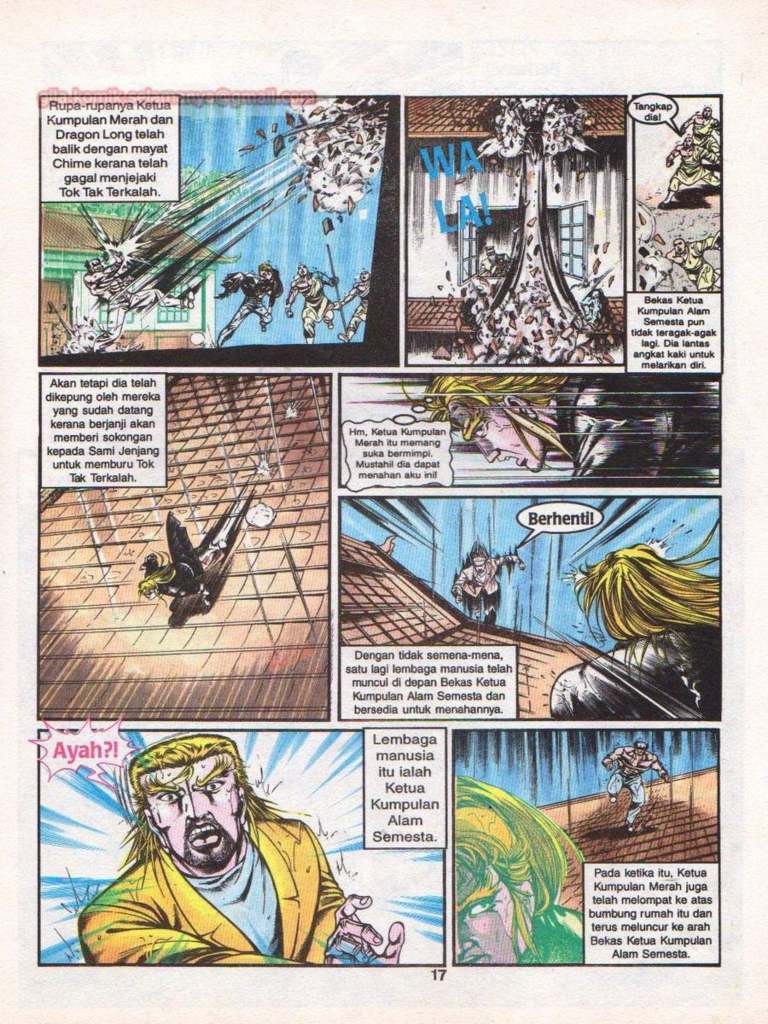 Rupa-rupanya Ketua
Kumpulan Merah dan
Dragon Long telah
balik dengan mayat
Chime kerana telah
gagal menjejaki
Tok Tak Terkalah.
WA
LA!
Tangkap
dia!
Bekas Ketua
Kumpulan Alam
Semesta pun
tidak teragak-agak
lagi. Dia lantas
angkat kaki untuk
melarikan diri.
Akan tetapi dia telah
dikepung oleh mereka
yang sudah datang
kerana berjanji akan
memberi sokongan
kepada Sami Jenjang
untuk memburu Tok
Tak Terkalah.
Hm, Ketua Kumpulan
Merah itu memang
suka bermimpi.
Mustahil dia dapat
menahan aku ini!
Berhenti!
Dengan tidak semena-mena,
satu lagi lembaga manusia telah
muncul di depan Bekas Ketua
Kumpulan Alam Semesta dan
bersedia untuk menahannya.
Ayah?!
Lembaga
manusia
itu ialah
Ketua
Kumpulan
Alam
Semesta.
Pada ketika itu, Ketua
Kumpulan Merah juga
telah melompat ke atas
bumbung rumah itu dan
terus meluncur ke arah
Bekas Ketua Kumpulan
Alam Semesta.
17